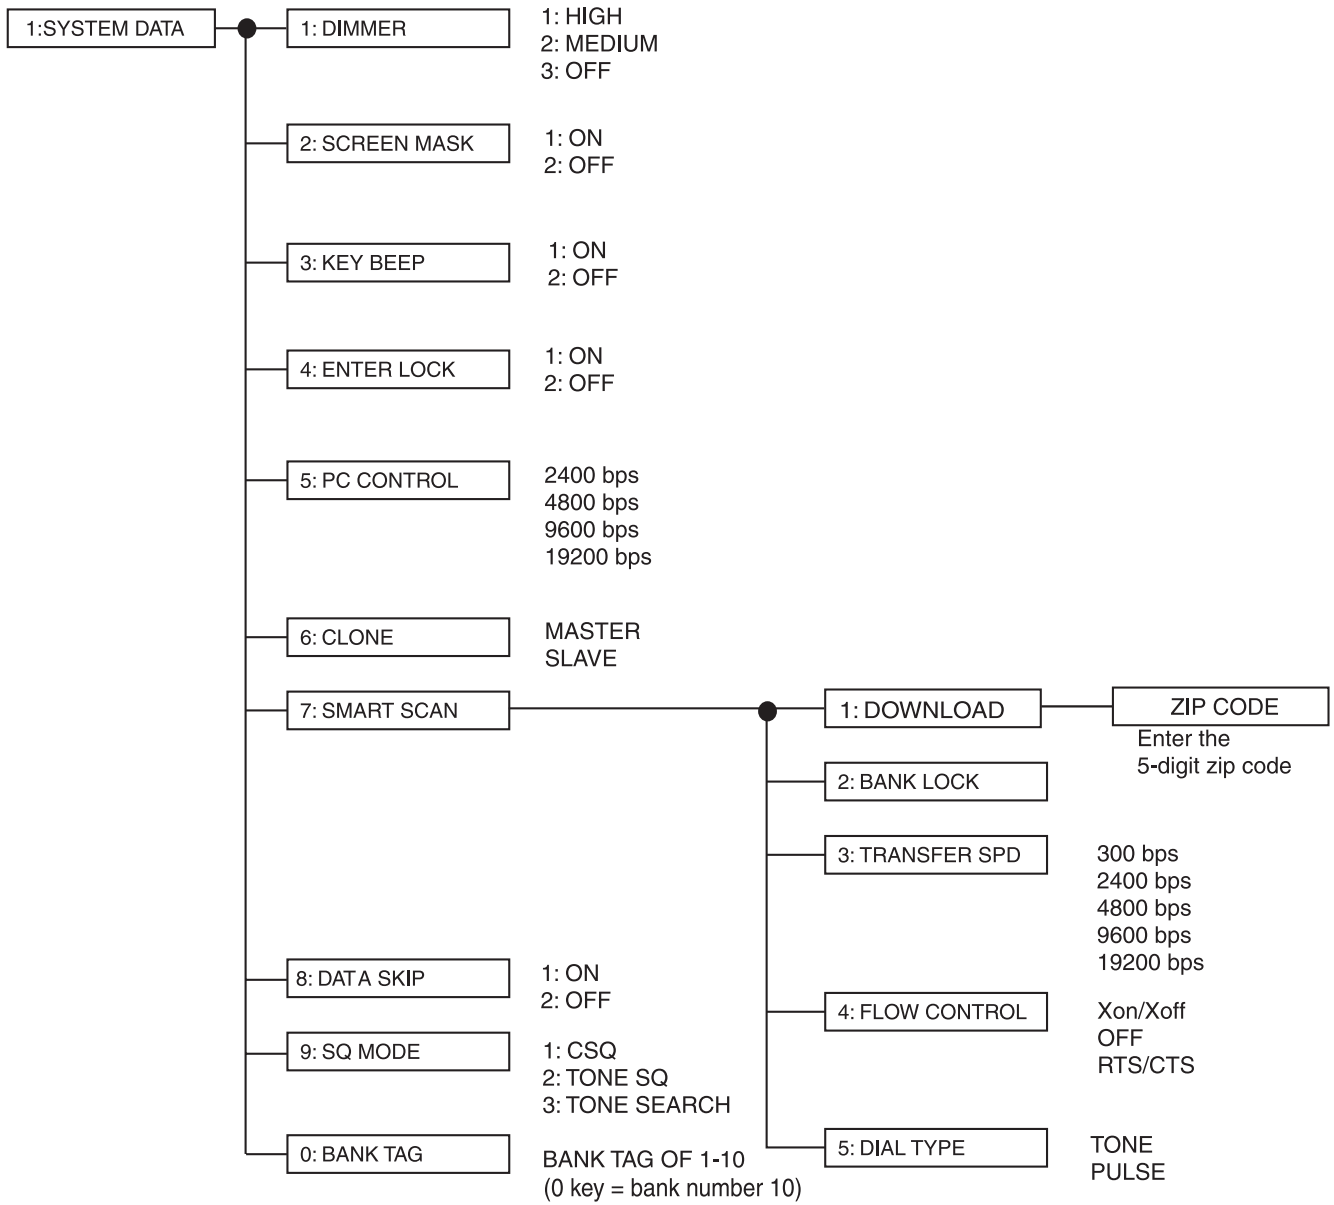 1:SYSTEM DATA
1: DIMMER
1: HIGH
2: MEDIUM
3: OFF
2: SCREEN MASK
1: ON
2: OFF
3: KEY BEEP
1: ON
2: OFF
4: ENTER LOCK
1: ON
2: OFF
5: PC CONTROL
2400 bps
4800 bps
9600 bps
19200 bps
6: CLONE
MASTER
SLAVE
7: SMART SCAN
1: DOWNLOAD
ZIP CODE
Enter the
5-digit zip code
2: BANK LOCK
3: TRANSFER SPD
300 bps
2400 bps
4800 bps
9600 bps
19200 bps
4: FLOW CONTROL
Xon/Xoff
OFF
RTS/CTS
5: DIAL TYPE
TONE
PULSE
8: DATA SKIP
1: ON
2: OFF
9: SQ MODE
1: CSQ
2: TONE SQ
3: TONE SEARCH
0: BANK TAG
BANK TAG OF 1-10
(0 key = bank number 10)